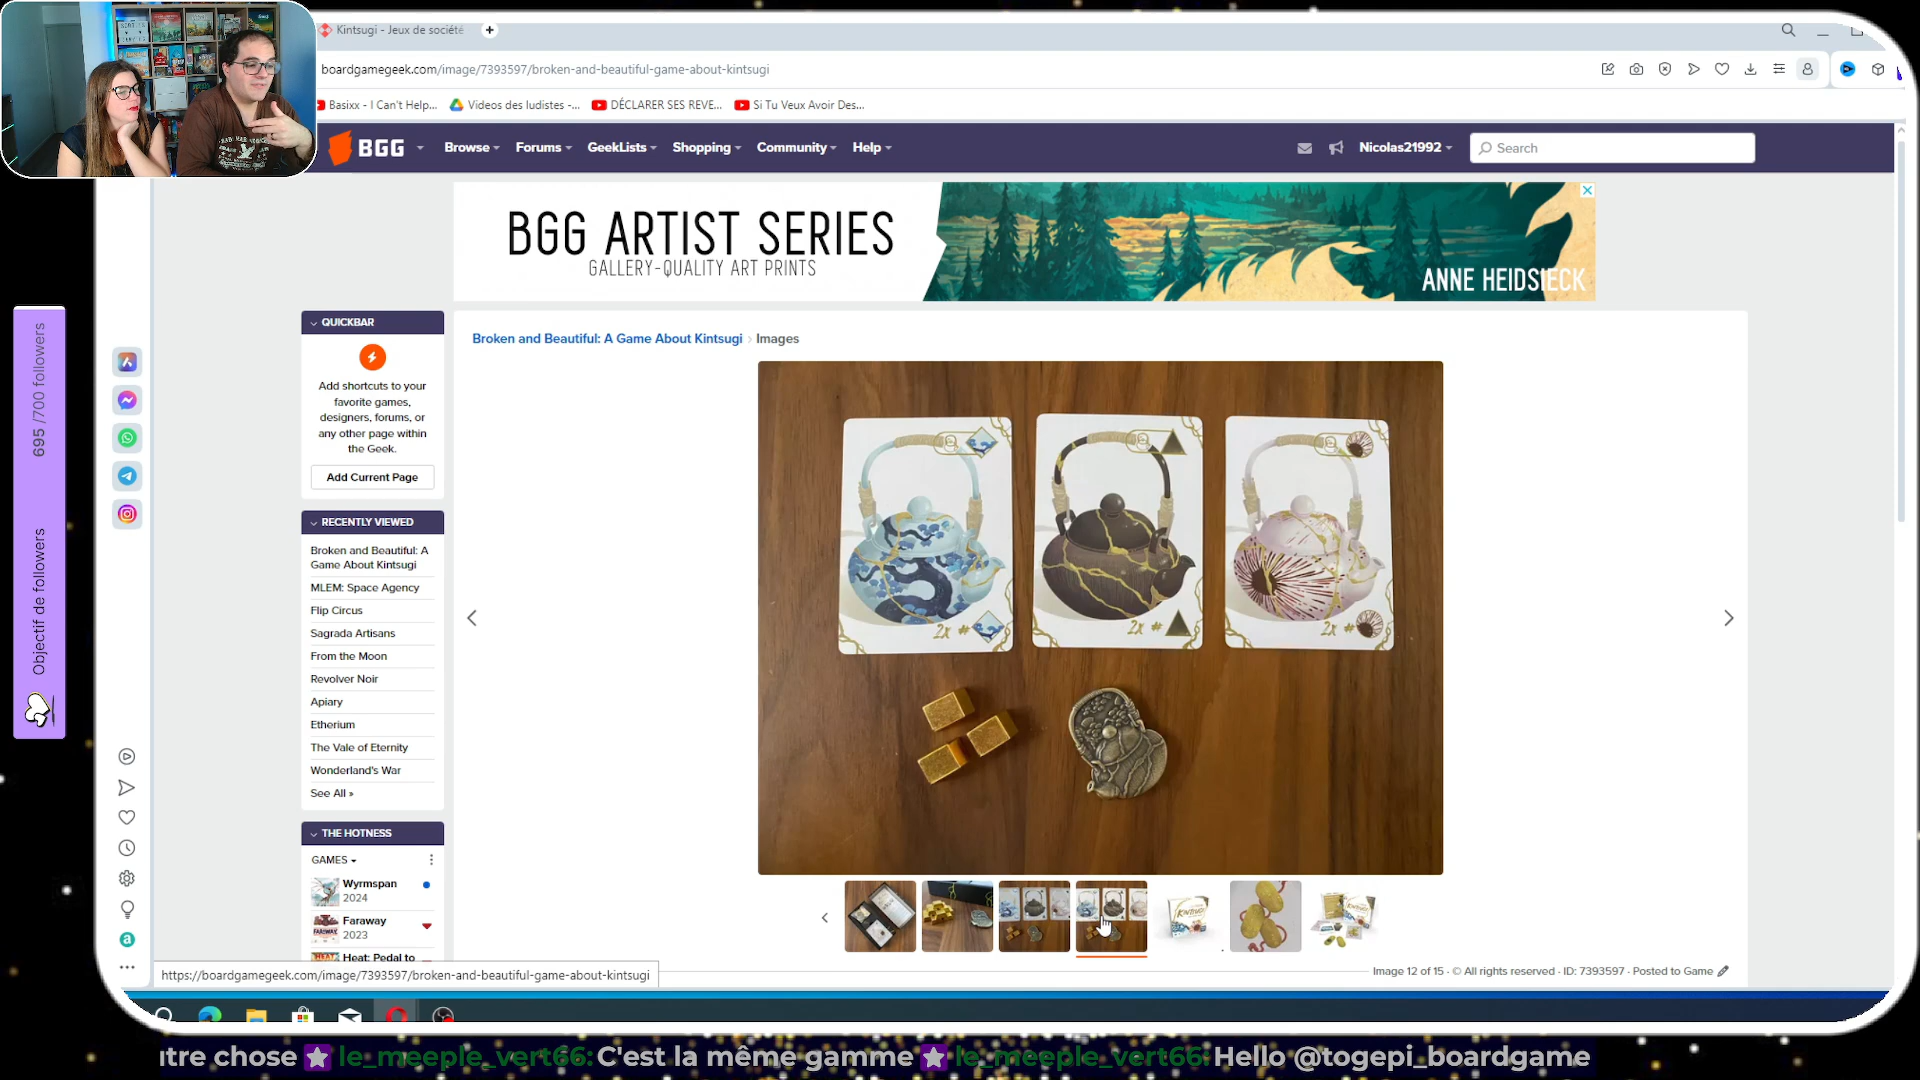 Kintsugi - Jeux de société
boardgamegeek.com/image/7393597/broken-and-beautiful-game-about-kintsugi
Basixx - I Can't Help...
Videos des ludistes -...
DÉCLARER SES REVE...
Si Tu Veux Avoir Des...
BGG
Browse
Forums
GeekLists
Shopping
Community
Help
Nicolas21992
Search
BGG ARTIST SERIES
GALLERY-QUALITY ART PRINTS
ANNE HEIDSIECK
QUICKBAR
Add shortcuts to your
favorite games,
designers, forums, or
any other page within
the Geek.
Add Current Page
RECENTLY VIEWED
Broken and Beautiful: A
Game About Kintsugi
MLEM: Space Agency
Flip Circus
Sagrada Artisans
From the Moon
Revolver Noir
Apiary
Etherium
The Vale of Eternity
Wonderland's War
See All »
THE HOTNESS
GAMES
Wyrmspan
2024
Faraway
2023
Heat: Pedal to
Broken and Beautiful: A Game About Kintsugi › Images
2x #
2x #
2x #
KINTSUGI
Image 12 of 15 · © All rights reserved · ID: 7393597 · Posted to Game
https://boardgamegeek.com/image/7393597/broken-and-beautiful-game-about-kintsugi
Objectif de followers
695 /700 followers
utre chose le_meeple_vert66: C'est la même gamme le_meeple_vert66: Hello @togepi_boardgame